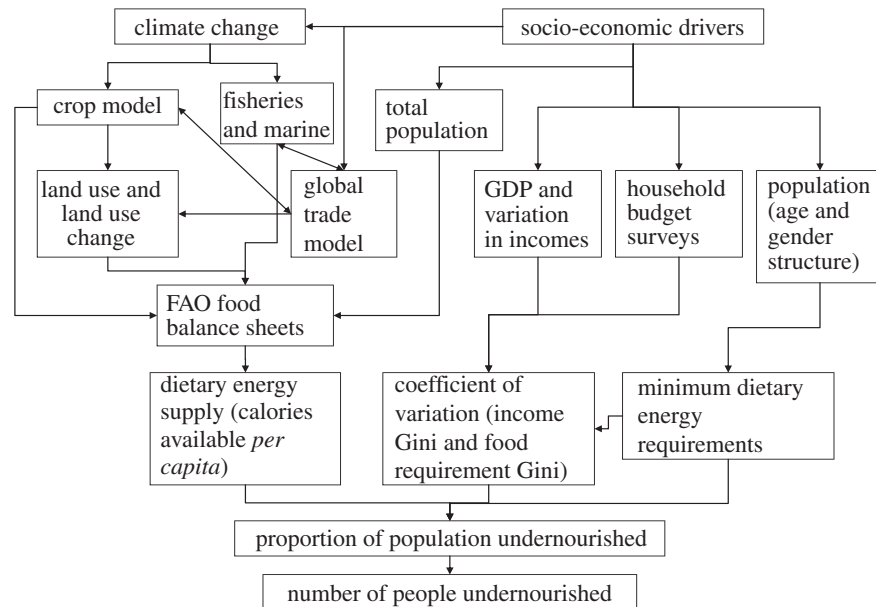 climate change
socio-economic drivers
crop model
fisheries
and marine
total
population
land use and
land use
change
global
trade
model
GDP and
variation
in incomes
household
budget
surveys
population
(age and
gender
structure)
FAO food
balance sheets
dietary energy
supply (calories
available per
capita)
coefficient of
variation (income
Gini and food
requirement Gini)
minimum dietary
energy
requirements
proportion of population undernourished
number of people undernourished